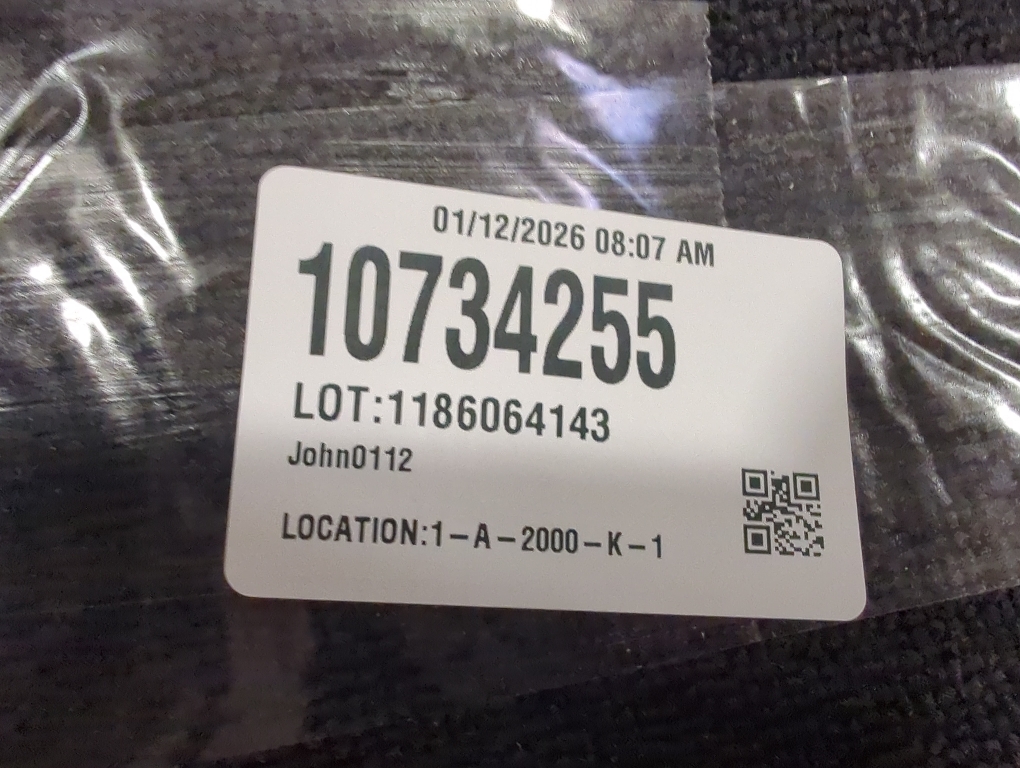 01/12/2026 08:07 AM
10734255
LOT:1186064143
John0112
LOCATION:1-A-2000-K-1